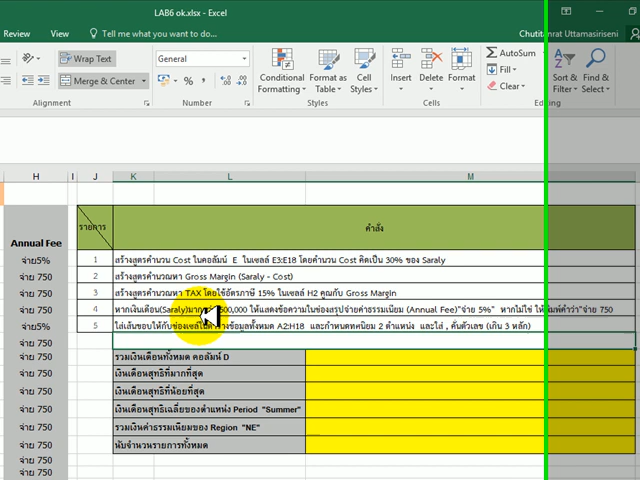 LAB6 ok.xlsx - Excel
Chutitanrat Uttamasiriseni
Review View Tell me what you want to do...
Wrap Text General AutoSum
Merge & Center % , Conditional Formatting Format as Table Cell Styles Insert Delete Format Fill Clear Sort & Filter Find & Select
Alignment Number Styles Cells Editing
H I J K L M
Annual Fee รายการ คำสั่ง
จ่าย5% 1 สร้างสูตรคำนวน Cost ในคอลัมน์ E ในเซลล์ E3:E18 โดยคำนวน Cost คิดเป็น 30% ของ Saraly
จ่าย 750 2 สร้างสูตรคำนวณหา Gross Margin (Saraly - Cost)
จ่าย 750 3 สร้างสูตรคำนวณหา TAX โดยใช้อัตราภาษี 15% ในเซลล์ H2 คูณกับ Gross Margin
จ่าย 750 4 หากเงินเดือน(Saraly)มาก 500,000 ให้แสดงข้อความในช่องสรุปจ่ายค่าธรรมเนียม (Annual Fee)"จ่าย 5%" หากไม่ใช่ ให้พิมพ์คำว่า"จ่าย 750
จ่าย5% 5 ใส่เส้นขอบให้กับช่องเซลในตารางข้อมูลทั้งหมด A2:H18 และกำหนดทศนิยม 2 ตำแหน่ง และใส่ , คั่นตัวเลข (เกิน 3 หลัก)
จ่าย 750
จ่าย 750 รวมเงินเดือนทั้งหมด คอลัมน์ D
จ่าย 750 เงินเดือนสุทธิที่มากที่สุด
จ่าย 750 เงินเดือนสุทธิที่น้อยที่สุด
จ่าย 750 เงินเดือนสุทธิเฉลี่ยของตำแหน่ง Period "Summer"
จ่าย 750 รวมเงินค่าธรรมเนียมของ Region "NE"
จ่าย 750 นับจำนวนรายการทั้งหมด
จ่าย 750
จ่าย 750